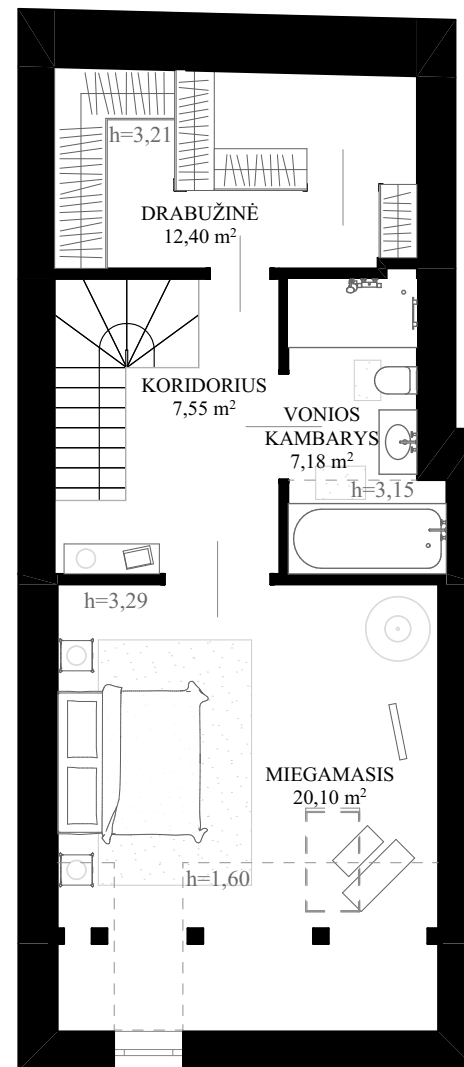 h=3,21
DRABUŽINĖ
12,40 m²
KORIDORIUS
7,55 m²
VONIOS
KAMBARYS
7,18 m²
h=3,15
h=3,29
MIEGAMASIS
20,10 m²
h=1,60